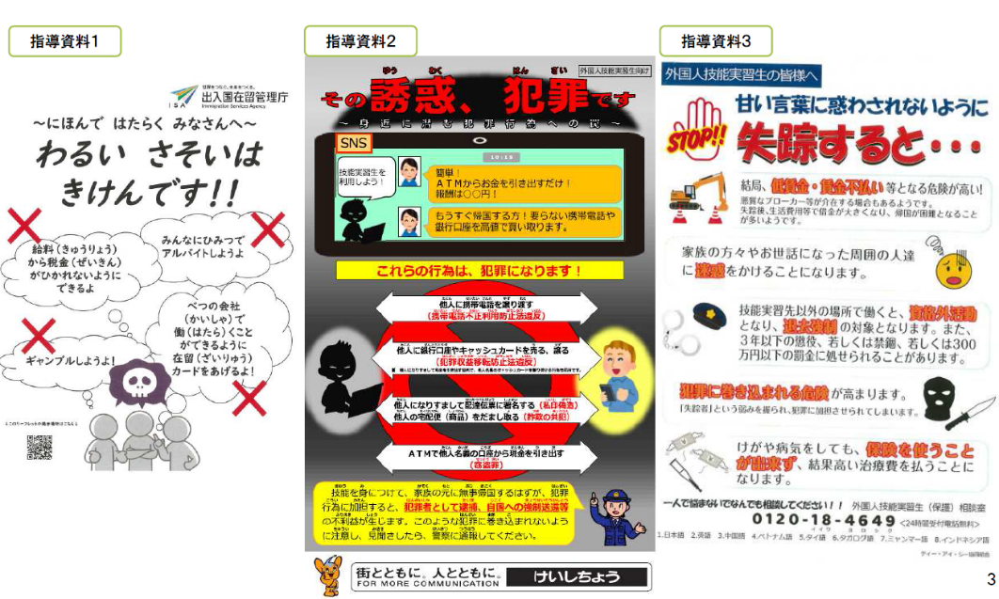 指導資料1
世界をつなぐ。未来をつくる。
ISA
出入国在留管理庁
Immigration Services Agency
～にほんで はたらく みなさんへ～
わるい さそいは
きけんです!!
給料（きゅうりょう）
から税金（ぜいきん）
がひかれないように
できるよ
みんなにひみつで
アルバイトしようよ
べつの会社
（かいしゃ）で
働（はたら）くこと
ができるように
在留（ざいりゅう）
カードをあげるよ！
ギャンブルしようよ！
指導資料2
外国人技能実習生向け
ゆう わく はん ざい
その誘惑、犯罪です
～身近に潜む犯罪行為への罠～
SNS
10:15
技能実習生を
利用しよう！
簡単！
ATMからお金を引き出すだけ！
報酬は○○円！
もうすぐ帰国する方！要らない携帯電話や
銀行口座を高値で買い取ります。
これらの行為は、犯罪になります！
他人に携帯電話を譲り渡す
（携帯電話不正利用防止法違反）
他人に銀行口座やキャッシュカードを売る、譲る
（犯罪収益移転防止法違反）
他人になりすまして配達伝票に署名する（私印偽造）
他人の宅配便（商品）をだまし取る（詐欺の共犯）
ATMで他人名義の口座から現金を引き出す
（窃盗罪）
技能を身につけて、家族の元に無事帰国するはずが、犯罪
行為に加担すると、犯罪者として逮捕、自国への強制送還等
の不利益が生じます。このような犯罪に巻き込まれないよう
に注意し、見聞きしたら、警察に通報してください。
街とともに。人とともに。
FOR MORE COMMUNICATION
けいしちょう
指導資料3
外国人技能実習生の皆様へ
STOP!!
甘い言葉に惑わされないように
失踪すると・・・
結局、低賃金・賃金不払い等となる危険が高い！
悪質なブローカー等が介在する場合もあるようです。
失踪後、生活費用等で借金が大きくなり、帰国が困難となること
が多いようです。
家族の方々やお世話になった周囲の人達
に迷惑をかけることになります。
技能実習先以外の場所で働くと、資格外活動
となり、退去強制の対象となります。また、
3年以下の懲役、若しくは禁錮、若しくは300
万円以下の罰金に処せられることがあります。
犯罪に巻き込まれる危険が高まります。
「失踪者」という弱みを握られ、犯罪に加担させられてしまいます。
けがや病気をしても、保険を使うこと
が出来ず、結果高い治療費を払うことに
なります。
一人で悩まないでなんでも相談してください！！ 外国人技能実習生（保護）相談室
0120-18-4649 <24時間受付電話無料>
イイワ ヨロシク
1.日本語 2.英語 3.中国語 4.ベトナム語 5.タイ語 6.タガログ語 7.ミャンマー語 8.インドネシア語
ティー・アイ・シー協同組合
3